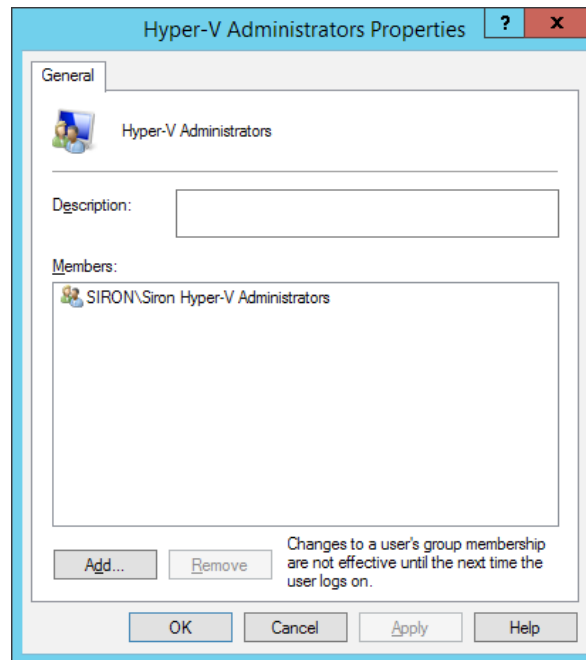 Hyper-V Administrators Properties
?
x
General
Hyper-V Administrators
Description:
Members:
SIRON\Siron Hyper-V Administrators
Add...
Remove
Changes to a user's group membership
are not effective until the next time the
user logs on.
OK
Cancel
Apply
Help